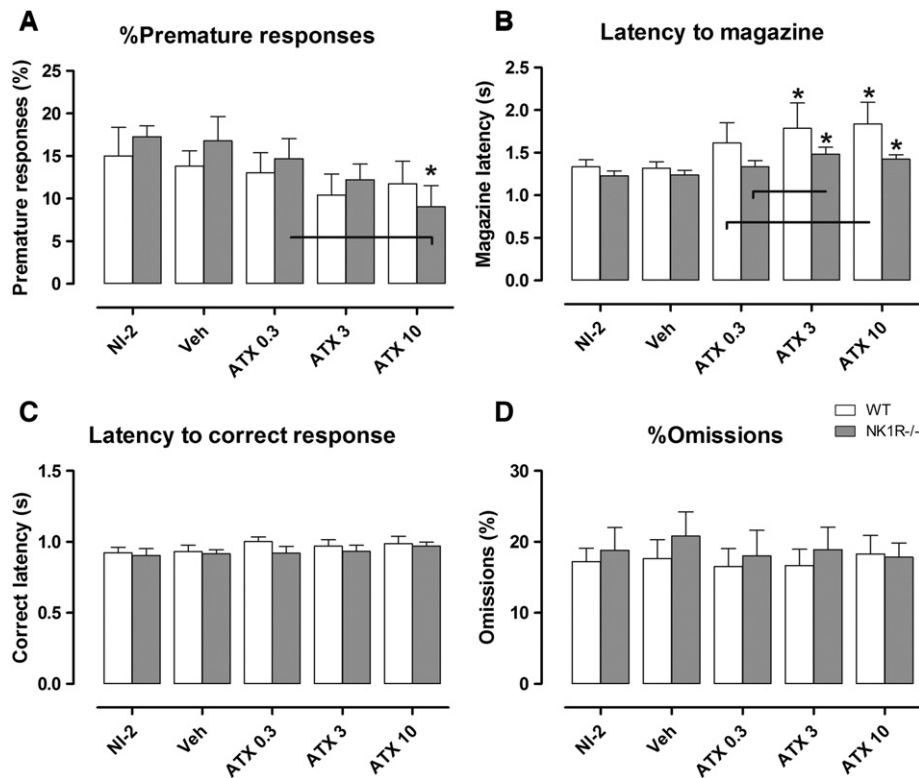 A
%Premature responses
Premature responses (%)
25
20
15
10
5
0
*
NI-2
Veh
ATX 0.3
ATX 3
ATX 10
B
Latency to magazine
Magazine latency (s)
2.5
2.0
1.5
1.0
0.5
0.0
*
*
*
*
NI-2
Veh
ATX 0.3
ATX 3
ATX 10
C
Latency to correct response
Correct latency (s)
1.5
1.0
0.5
0.0
NI-2
Veh
ATX 0.3
ATX 3
ATX 10
D
%Omissions
WT
NK1R-/-
Omissions (%)
30
20
10
0
NI-2
Veh
ATX 0.3
ATX 3
ATX 10